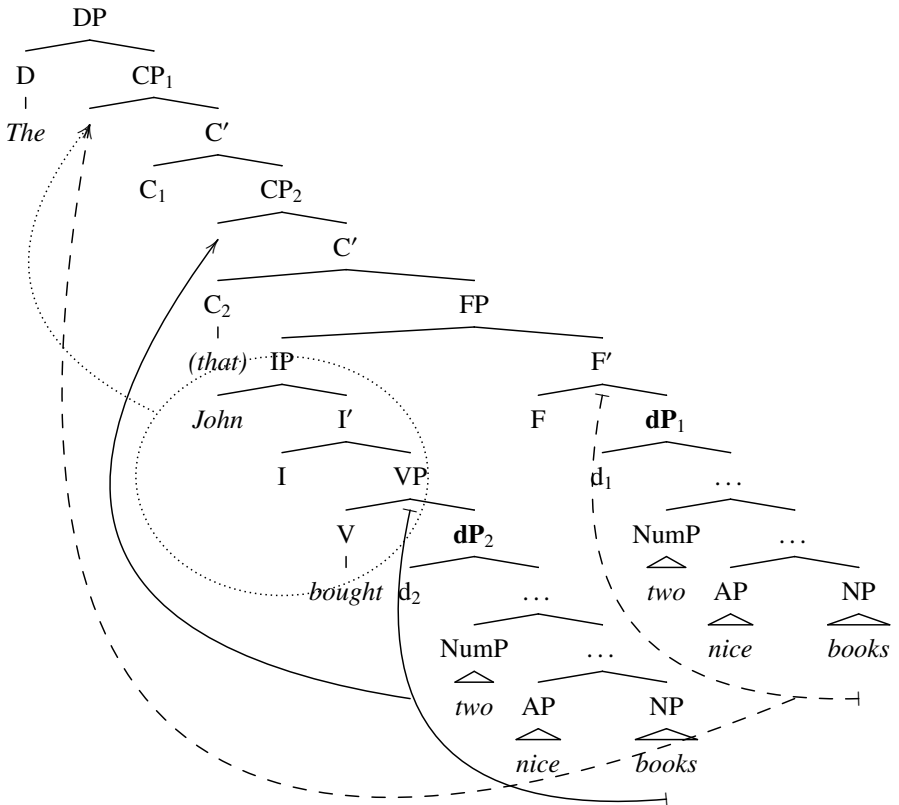 DP
D CP₁
The C′
C₁ CP₂
C′
C₂ FP
(that) IP F′
John I′ F dP₁
I VP d₁ ...
V dP₂ NumP ...
bought d₂ ... two AP NP
NumP ... nice books
two AP NP
nice books